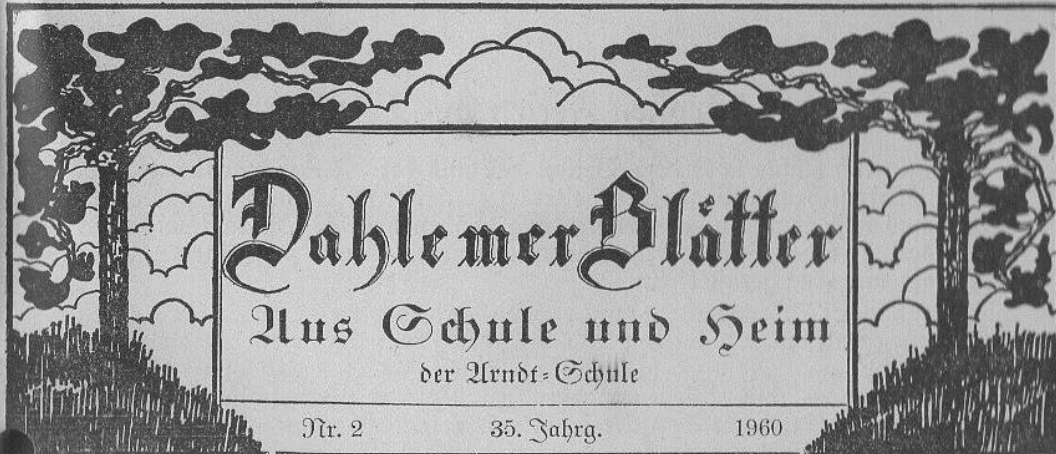 Dahlemer Blätter
Aus Schule und Heim
der Arndt-Schule
Nr. 2 35. Jahrg. 1960